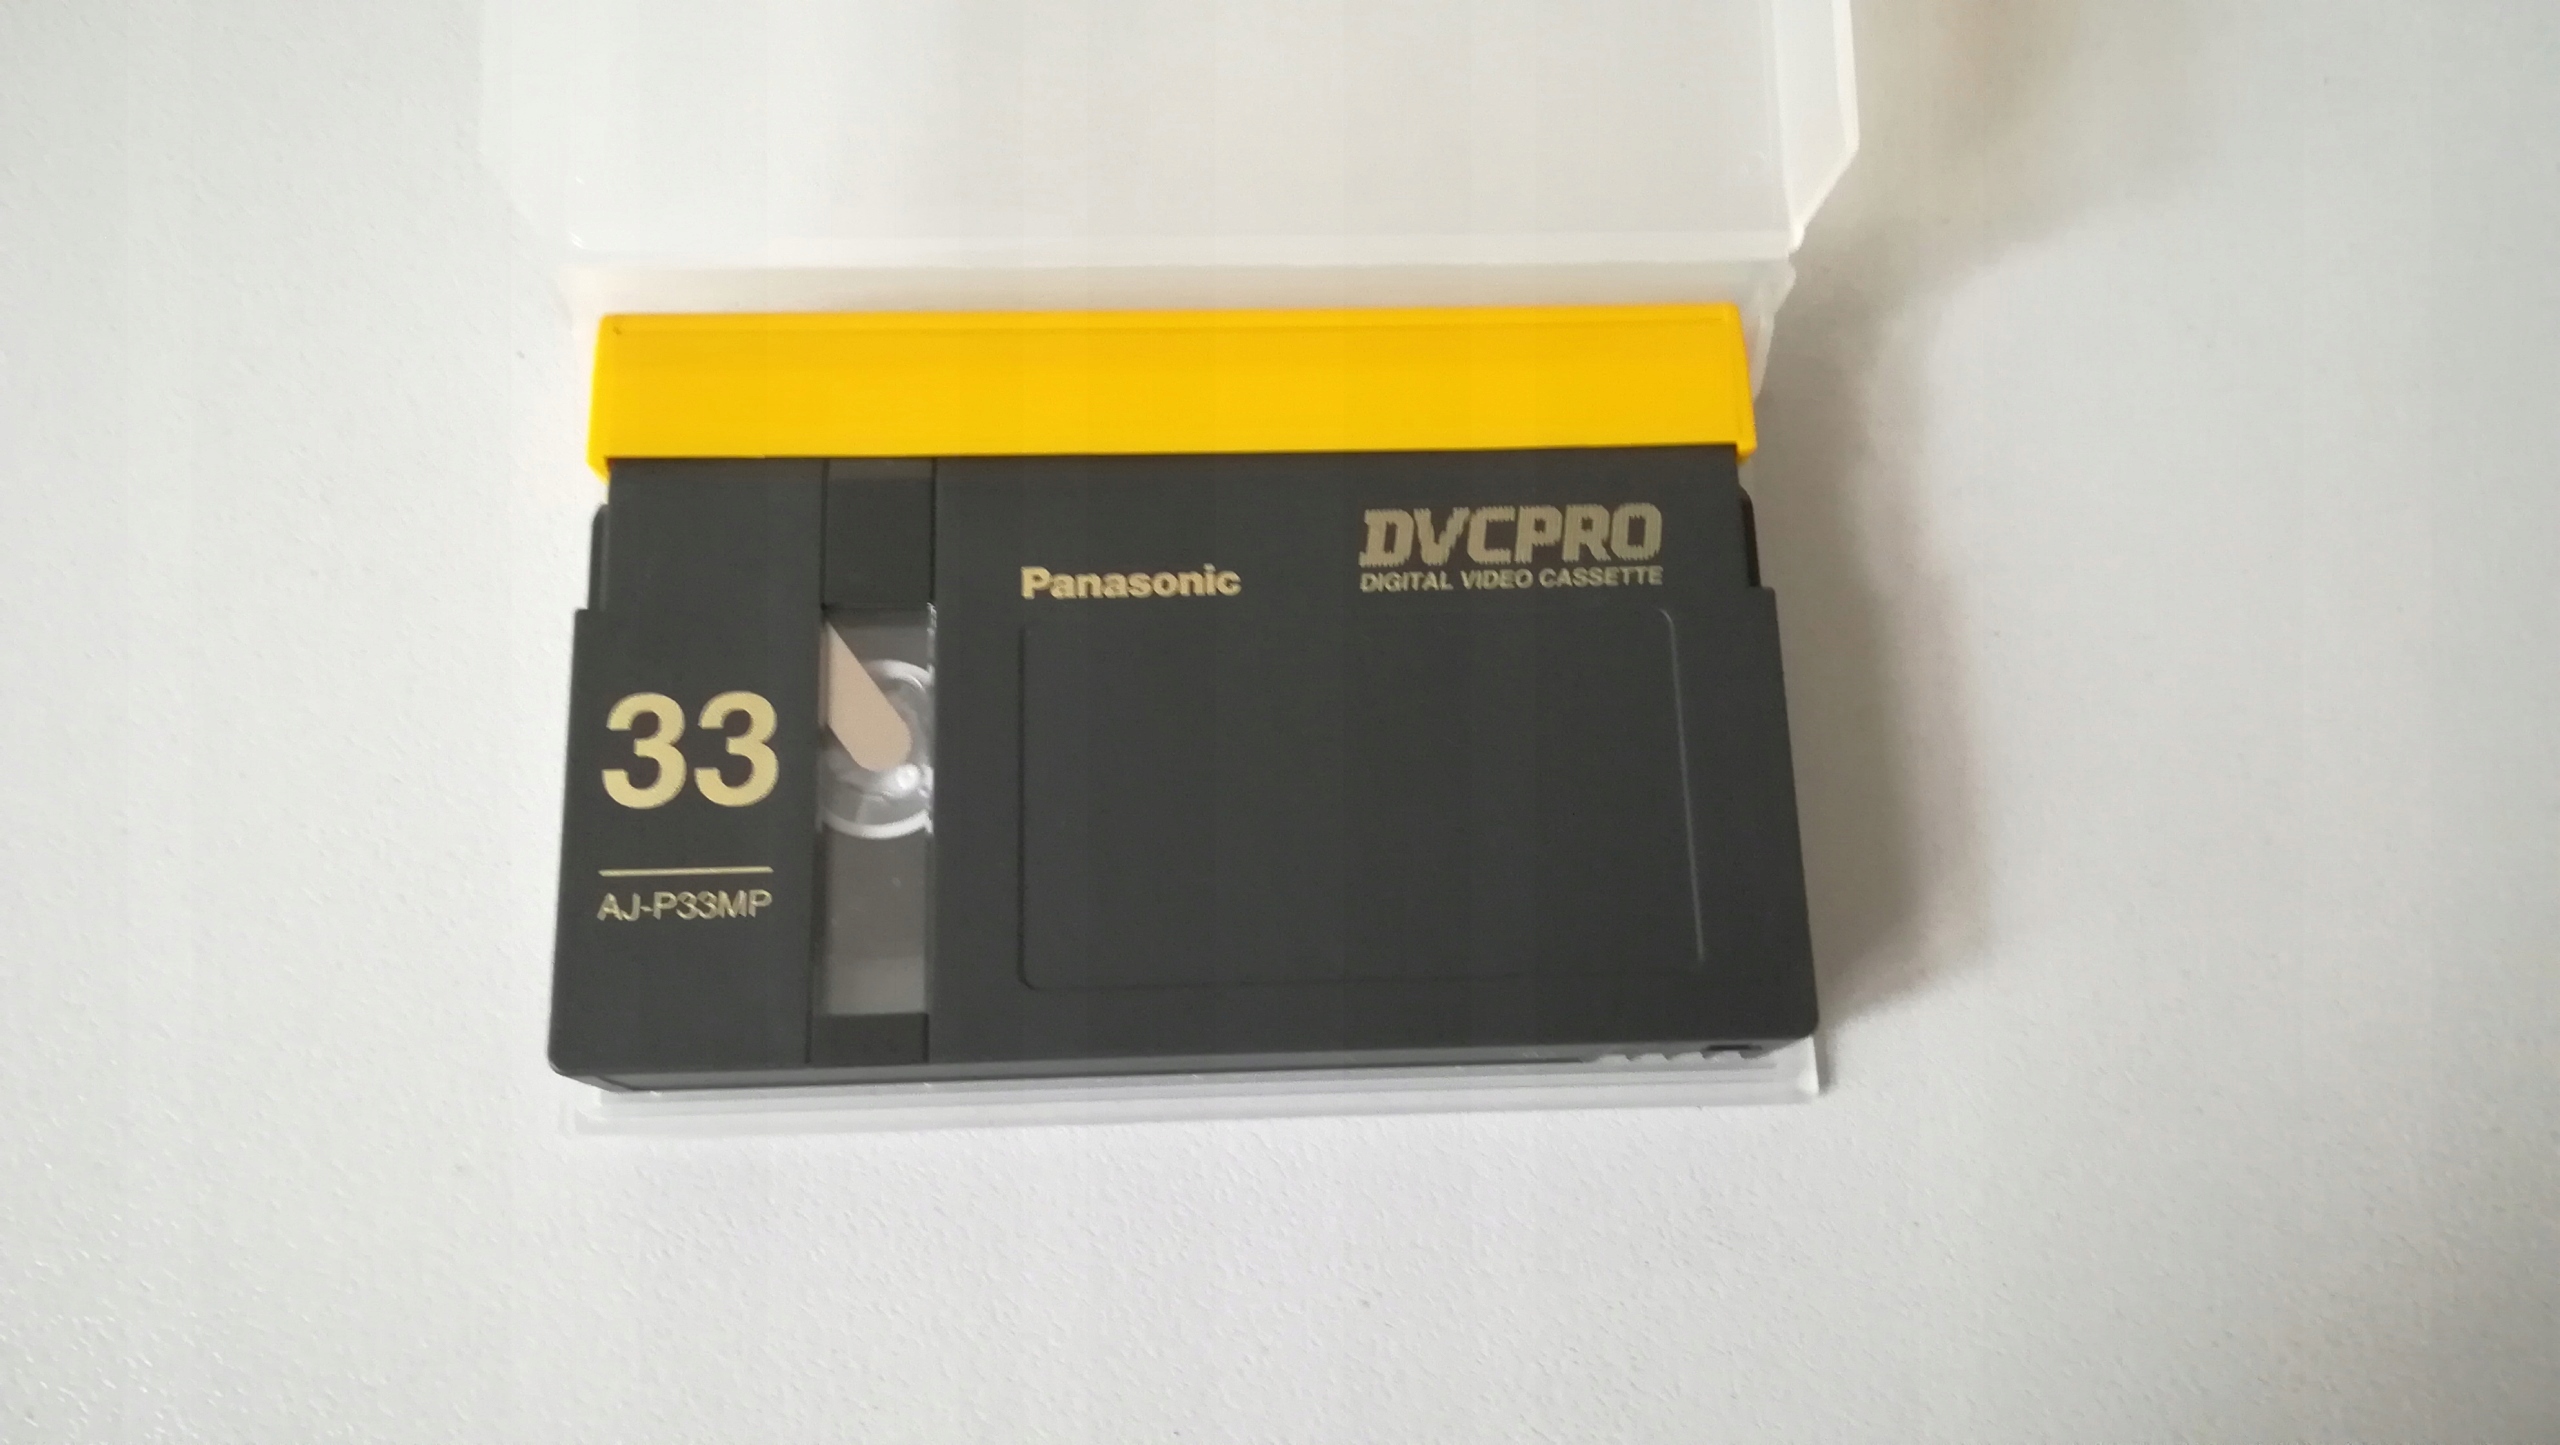 DVCPRO
DIGITAL VIDEO CASSETTE
Panasonic
33
AJ-P33MP